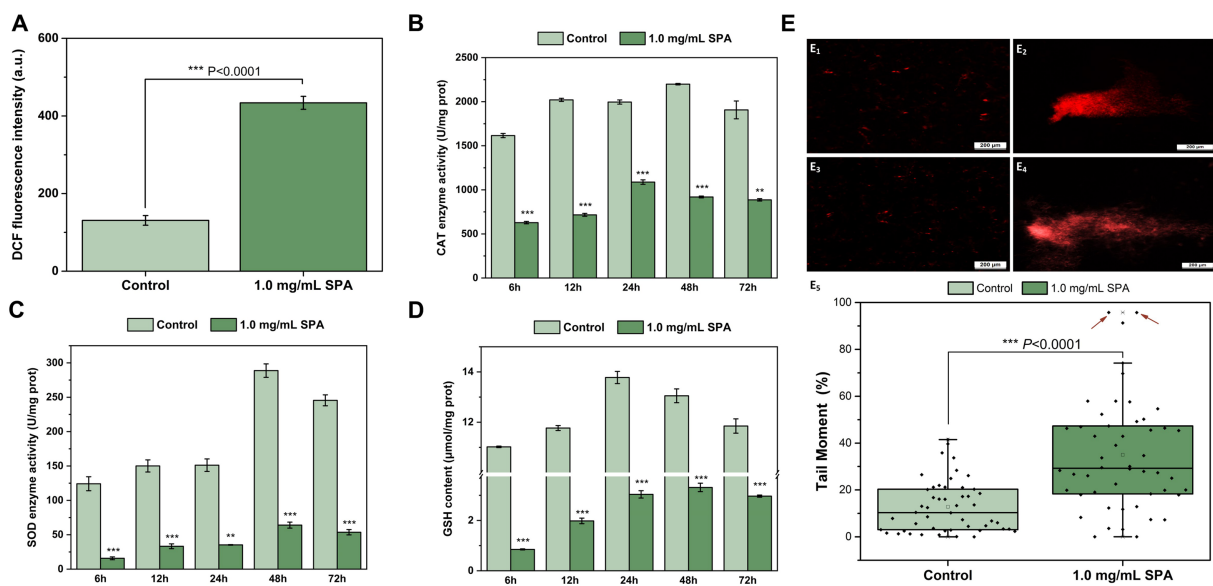 A
DCF fluorescence intensity (a.u.)
600
400
200
0
*** P<0.0001
Control
1.0 mg/mL SPA
B
Control
1.0 mg/mL SPA
CAT enzyme activity (U/mg prot)
2500
2000
1750
1500
1250
1000
750
500
250
0
***
***
***
***
**
6h
12h
24h
48h
72h
E
E1
200 μm
E2
200 μm
E3
200 μm
E4
200 μm
C
Control
1.0 mg/mL SPA
SOD enzyme activity (U/mg prot)
300
250
200
150
100
50
0
***
***
**
***
***
6h
12h
24h
48h
72h
D
Control
1.0 mg/mL SPA
GSH content (μmol/mg prot)
14
12
2
0
***
***
***
***
***
6h
12h
24h
48h
72h
E5
Control
1.0 mg/mL SPA
Tail Moment (%)
100
80
60
40
20
0
*** P<0.0001
Control
1.0 mg/mL SPA